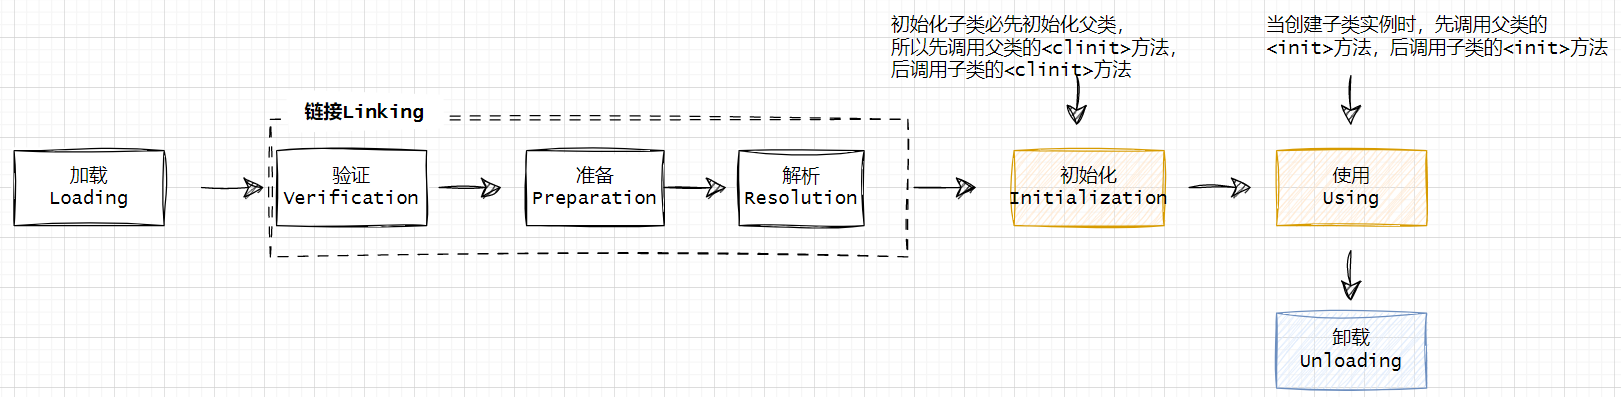 初始化子类必先初始化父类，
所以先调用父类的<clinit>方法，
后调用子类的<clinit>方法
当创建子类实例时，先调用父类的
<init>方法，后调用子类的<init>方法
链接Linking
加载
Loading
验证
Verification
准备
Preparation
解析
Resolution
初始化
Initialization
使用
Using
卸载
Unloading